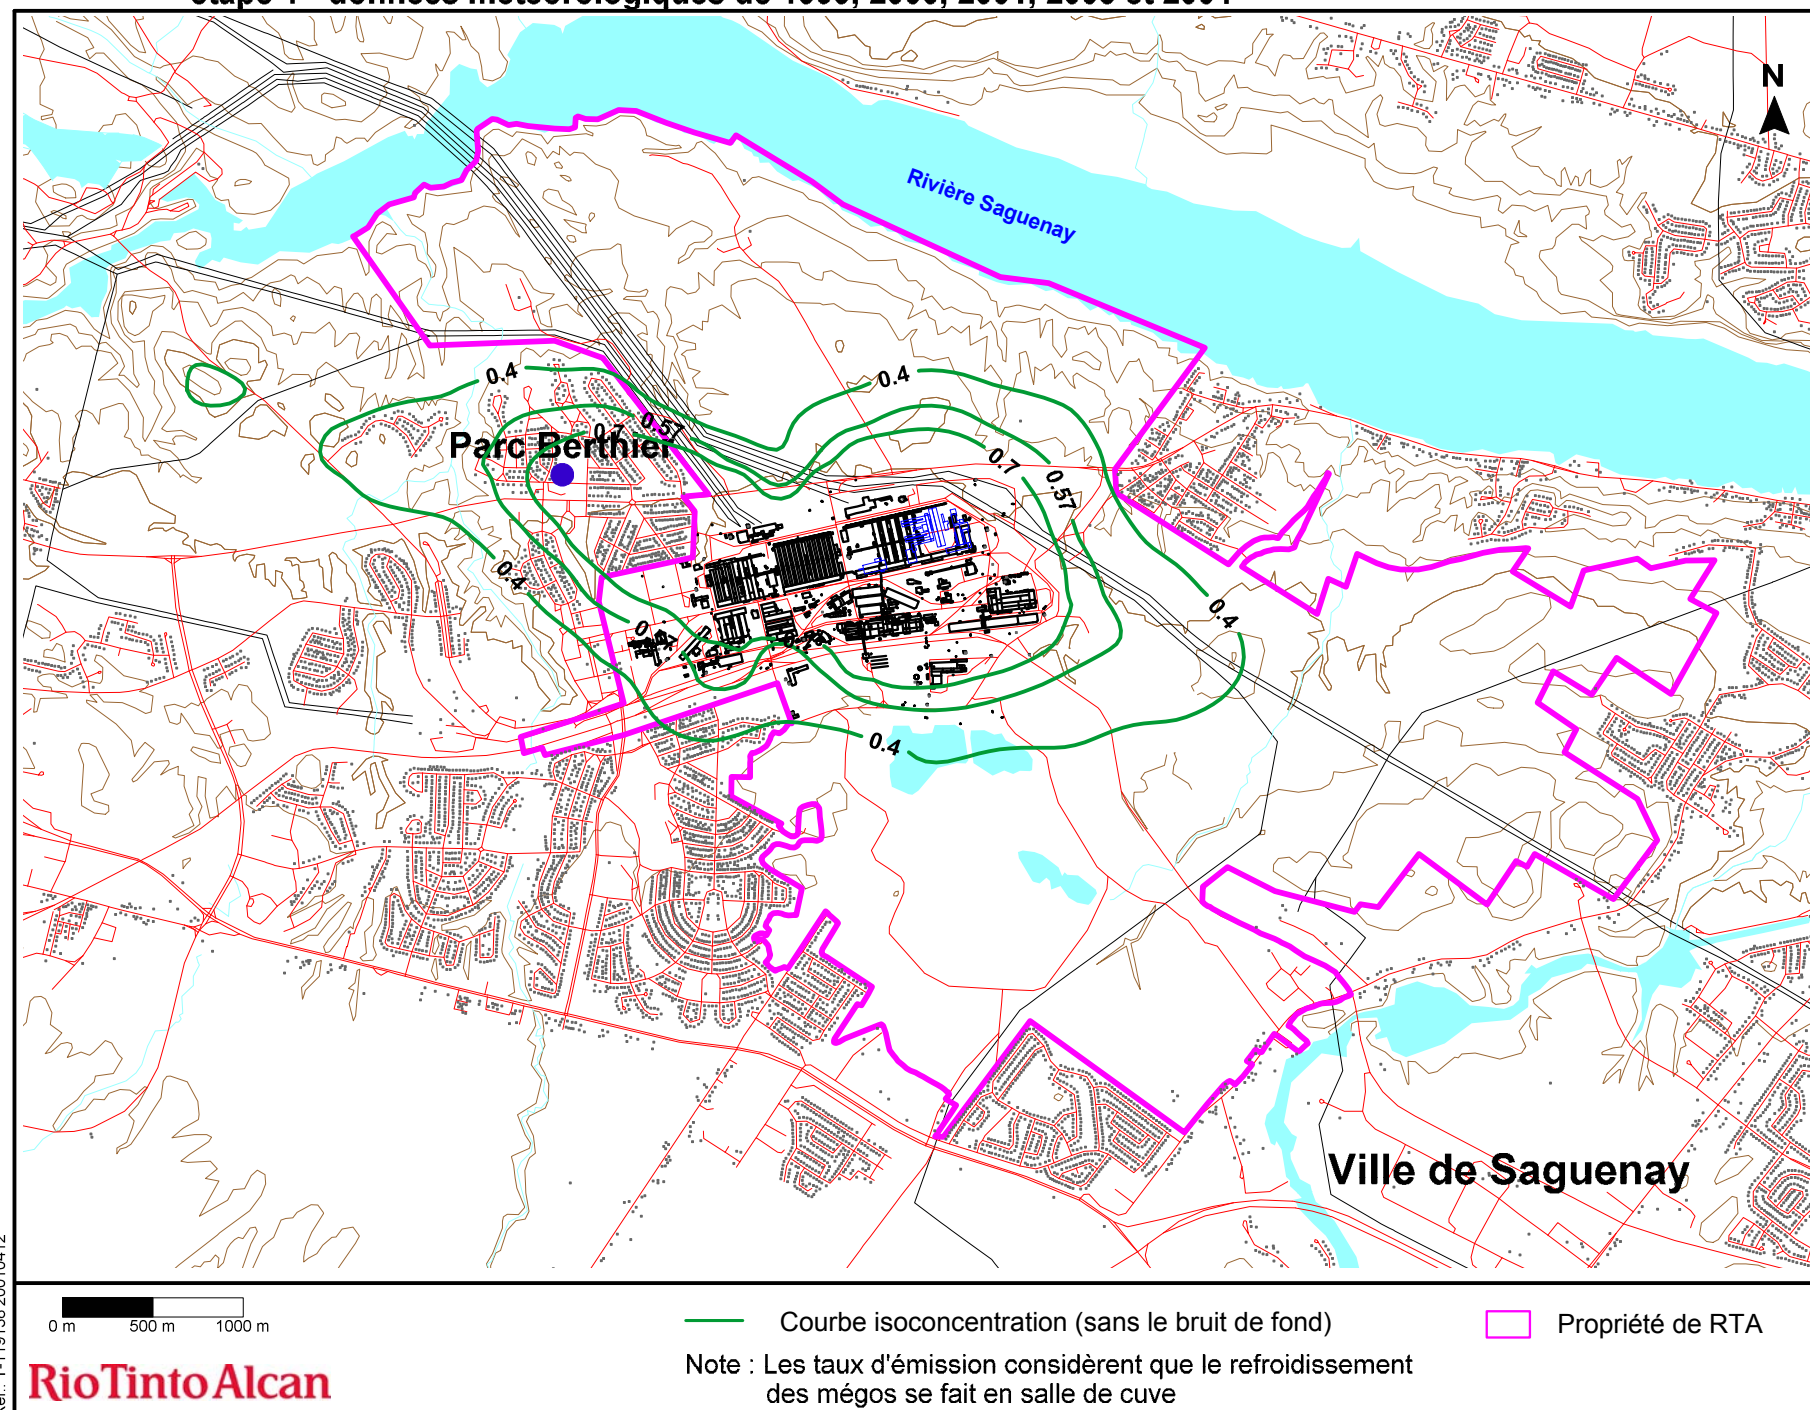 N
Rivière Saguenay
0.4
0.4
0.57
0.7
Parc Berthier
0.7
0.57
0.4
0.4
0.4
Ville de Saguenay
0 m 500 m 1000 m
Courbe isoconcentration (sans le bruit de fond)
Propriété de RTA
Note : Les taux d'émission considèrent que le refroidissement
des mégos se fait en salle de cuve
RioTinto Alcan